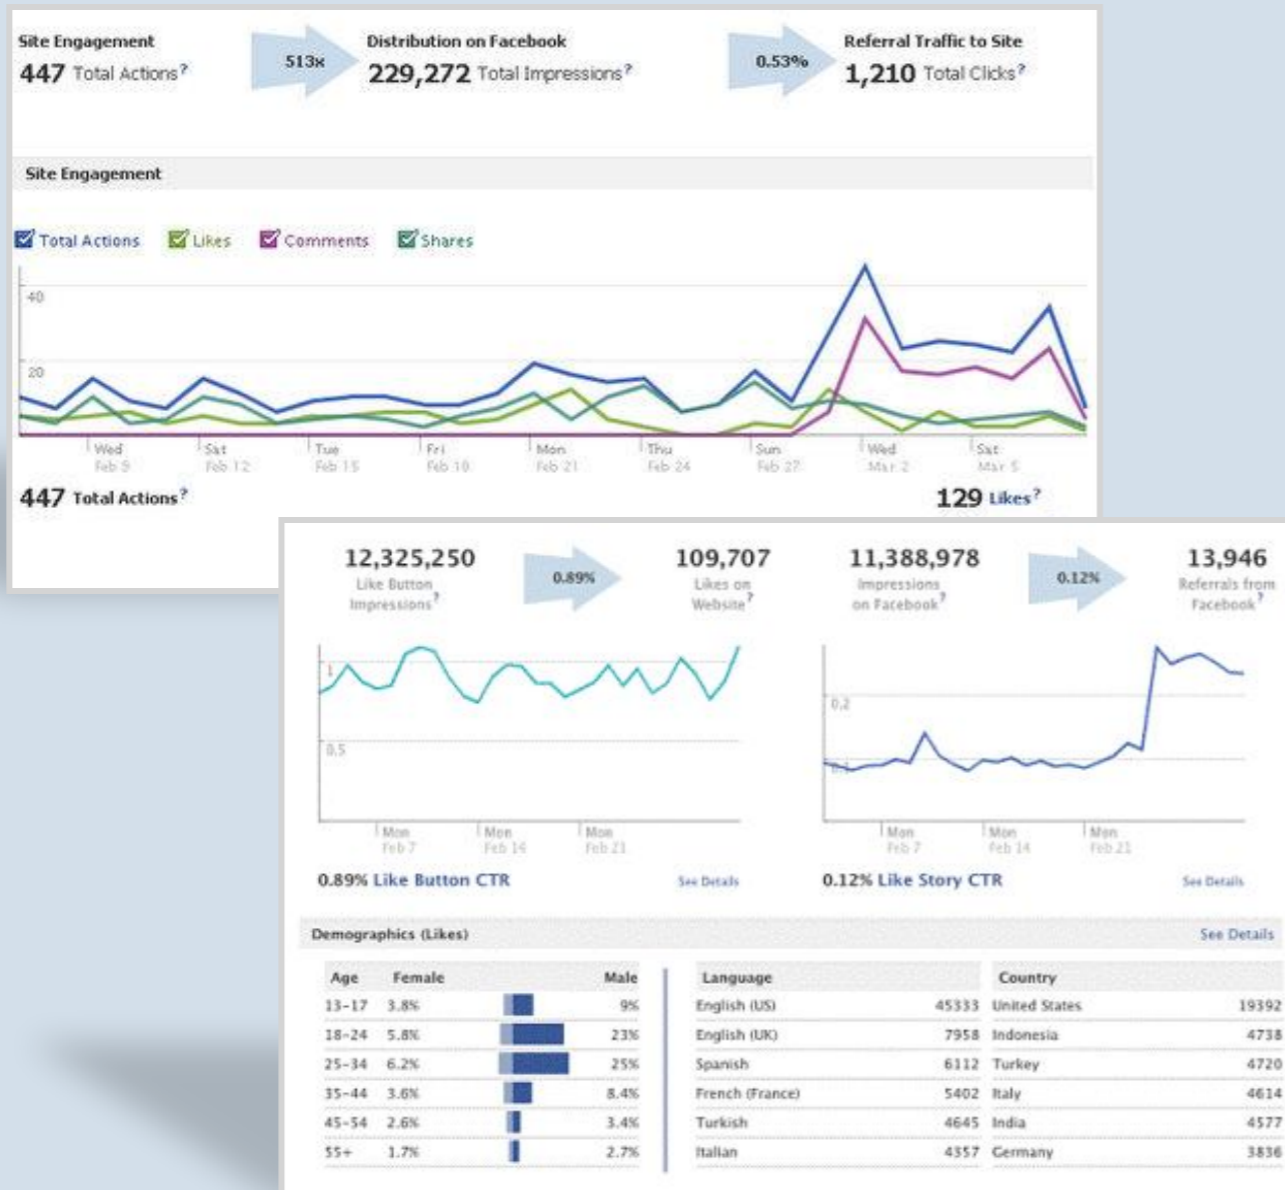 Site Engagement
447 Total Actions?
513x
Distribution on Facebook
229,272 Total Impressions?
0.53%
Referral Traffic to Site
1,210 Total Clicks?
Site Engagement
Total Actions Likes Comments Shares
40
20
Wed Sat Tue Fri Mon Thu Sun Wed Sat
Feb 9 Feb 12 Feb 15 Feb 18 Feb 21 Feb 24 Feb 27 Mar 2 Mar 5
447 Total Actions?
129 Likes?
12,325,250
Like Button
Impressions?
0.89%
109,707
Likes on
Website?
11,388,978
Impressions
on Facebook?
0.12%
13,946
Referrals from
Facebook?
1
0.5
Mon Mon Mon
Feb 7 Feb 14 Feb 21
0.89% Like Button CTR See Details
0.2
0.1
Mon Mon Mon
Feb 7 Feb 14 Feb 21
0.12% Like Story CTR See Details
Demographics (Likes) See Details
Age Female Male
13-17 3.8% 9%
18-24 5.8% 23%
25-34 6.2% 25%
35-44 3.6% 8.4%
45-54 2.6% 3.4%
55+ 1.7% 2.7%
Language
English (US) 45333
English (UK) 7958
Spanish 6112
French (France) 5402
Turkish 4645
Italian 4357
Country
United States 19392
Indonesia 4738
Turkey 4720
Italy 4614
India 4577
Germany 3836